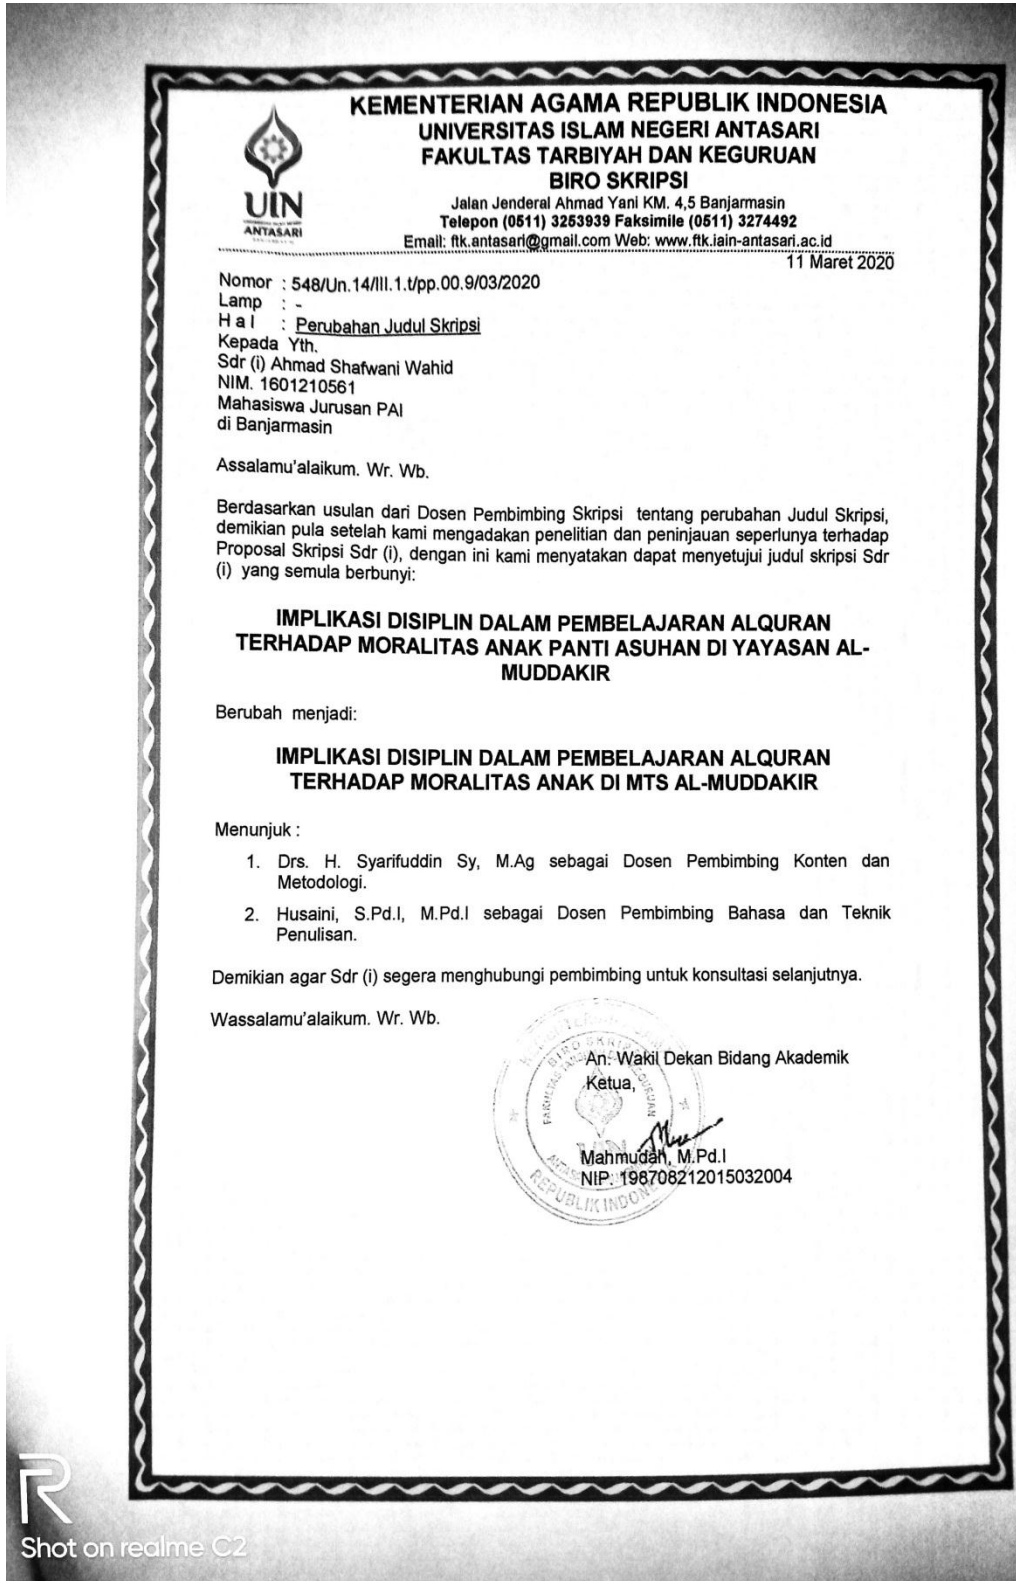 KEMENTERIAN AGAMA REPUBLIK INDONESIA
UNIVERSITAS ISLAM NEGERI ANTASARI
FAKULTAS TARBIYAH DAN KEGURUAN
BIRO SKRIPSI
Jalan Jenderal Ahmad Yani KM. 4,5 Banjarmasin
Telepon (0511) 3253939 Faksimile (0511) 3274492
Email: ftk.antasari@gmail.com Web: www.ftk.iain-antasari.ac.id
UIN
ANTASARI
11 Maret 2020
Nomor : 548/Un.14/III.1.t/pp.00.9/03/2020
Lamp : -
H a l : Perubahan Judul Skripsi
Kepada Yth.
Sdr (i) Ahmad Shafwani Wahid
NIM. 1601210561
Mahasiswa Jurusan PAI
di Banjarmasin
Assalamu'alaikum. Wr. Wb.
Berdasarkan usulan dari Dosen Pembimbing Skripsi tentang perubahan Judul Skripsi,
demikian pula setelah kami mengadakan penelitian dan peninjauan seperlunya terhadap
Proposal Skripsi Sdr (i), dengan ini kami menyatakan dapat menyetujui judul skripsi Sdr
(i) yang semula berbunyi:
IMPLIKASI DISIPLIN DALAM PEMBELAJARAN ALQURAN
TERHADAP MORALITAS ANAK PANTI ASUHAN DI YAYASAN AL-
MUDDAKIR
Berubah menjadi:
IMPLIKASI DISIPLIN DALAM PEMBELAJARAN ALQURAN
TERHADAP MORALITAS ANAK DI MTS AL-MUDDAKIR
Menunjuk :
1. Drs. H. Syarifuddin Sy, M.Ag sebagai Dosen Pembimbing Konten dan
Metodologi.
2. Husaini, S.Pd.I, M.Pd.I sebagai Dosen Pembimbing Bahasa dan Teknik
Penulisan.
Demikian agar Sdr (i) segera menghubungi pembimbing untuk konsultasi selanjutnya.
Wassalamu'alaikum. Wr. Wb.
An. Wakil Dekan Bidang Akademik
Ketua,
Mahmudah, M.Pd.I
NIP. 198708212015032004
BIRO SKRIPSI
REPUBLIK INDONESIA
UIN
R
Shot on realme C2